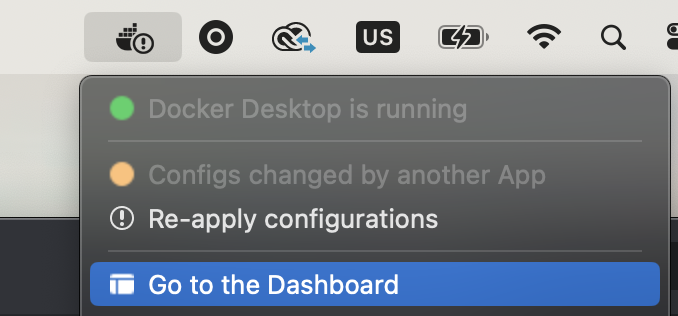 US
Docker Desktop is running
Configs changed by another App
Re-apply configurations
Go to the Dashboard